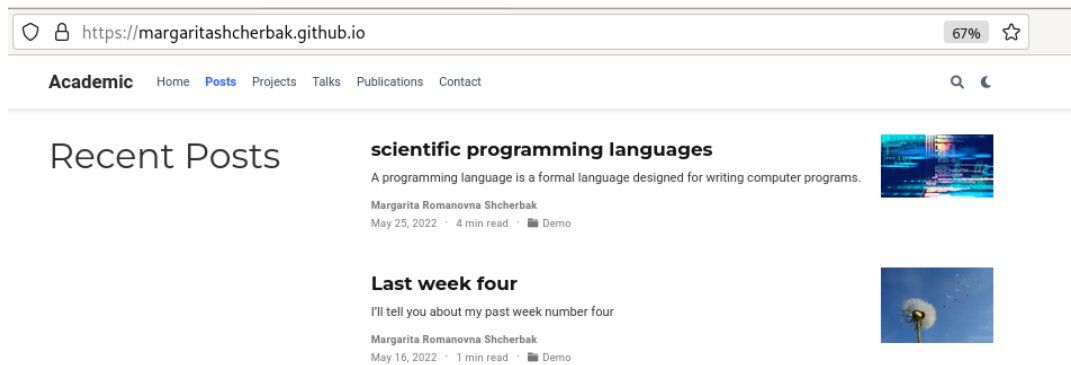 https://margaritashcherbak.github.io 67%
Academic Home Posts Projects Talks Publications Contact
Recent Posts
scientific programming languages
A programming language is a formal language designed for writing computer programs.
Margarita Romanovna Shcherbak
May 25, 2022 · 4 min read · Demo
Last week four
I'll tell you about my past week number four
Margarita Romanovna Shcherbak
May 16, 2022 · 1 min read · Demo